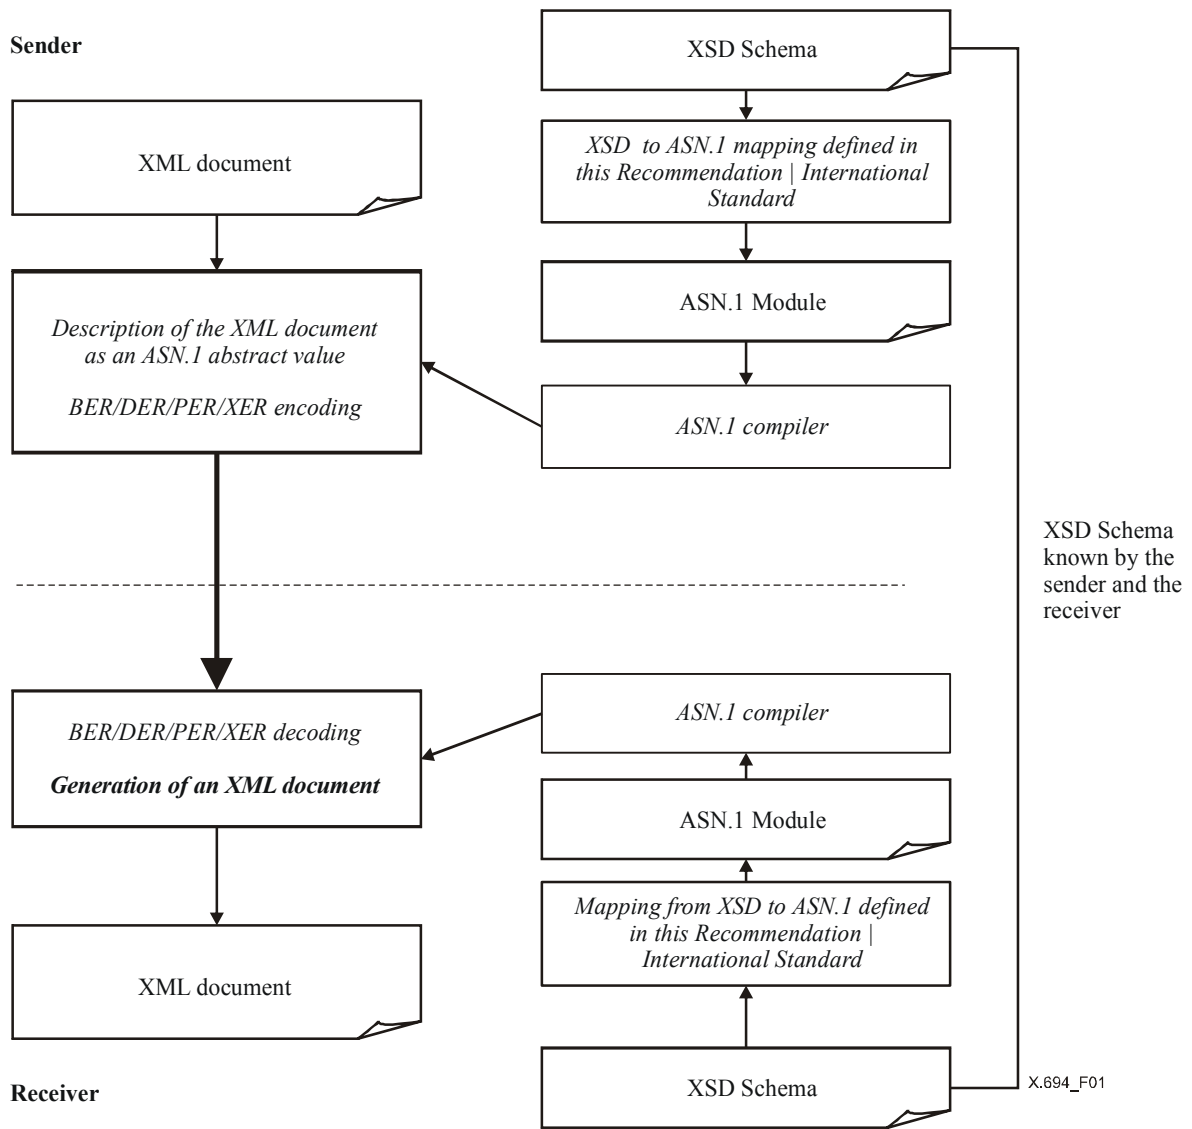 Sender
XSD Schema
XML document
XSD to ASN.1 mapping defined in
this Recommendation | International
Standard
ASN.1 Module
Description of the XML document
as an ASN.1 abstract value
BER/DER/PER/XER encoding
ASN.1 compiler
XSD Schema
known by the
sender and the
receiver
ASN.1 compiler
BER/DER/PER/XER decoding
Generation of an XML document
ASN.1 Module
Mapping from XSD to ASN.1 defined
in this Recommendation |
International Standard
XML document
XSD Schema
X.694_F01
Receiver